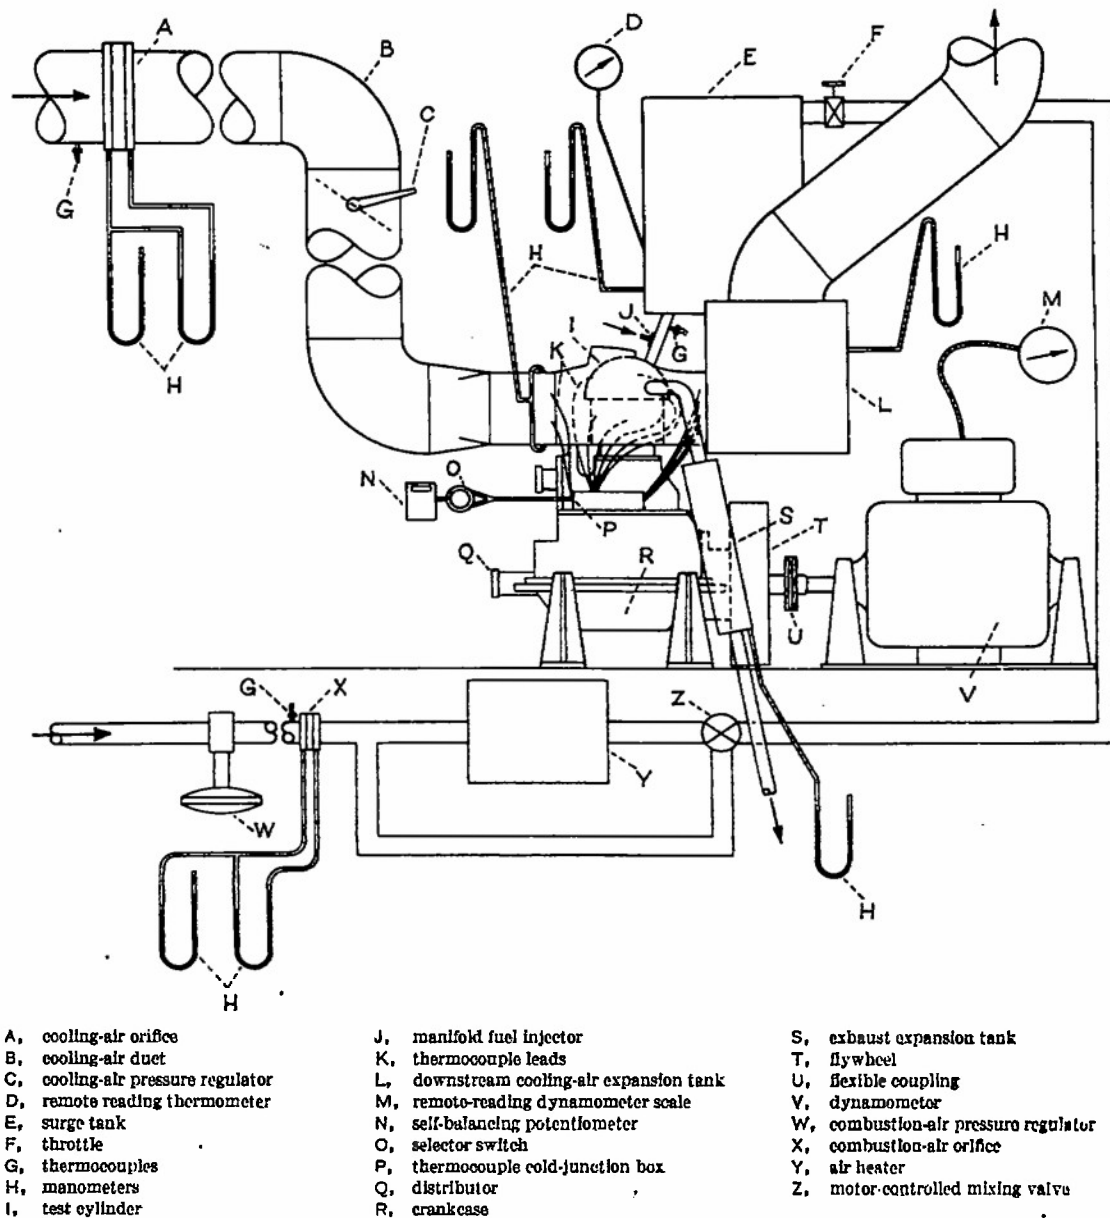 A
B
C
D
E
F
G
H
H
H
M
J
I
G
K
L
N
O
P
S
T
Q
R
U
V
G
X
Z
Y
W
H
H
A, cooling-air orifice
B, cooling-air duct
C, cooling-air pressure regulator
D, remote reading thermometer
E, surge tank
F, throttle
G, thermocouples
H, manometers
I, test cylinder
J, manifold fuel injector
K, thermocouple leads
L, downstream cooling-air expansion tank
M, remote-reading dynamometer scale
N, self-balancing potentiometer
O, selector switch
P, thermocouple cold-junction box
Q, distributor
R, crankcase
S, exhaust expansion tank
T, flywheel
U, flexible coupling
V, dynamometer
W, combustion-air pressure regulator
X, combustion-air orifice
Y, air heater
Z, motor-controlled mixing valve